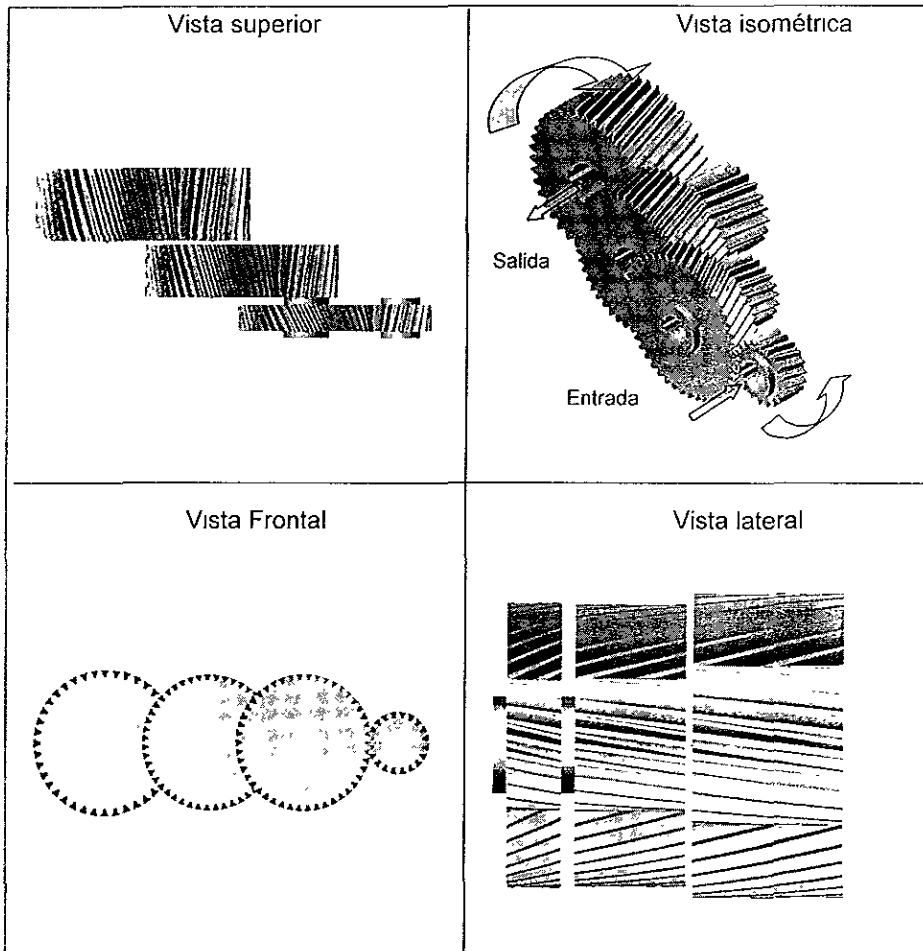 Vista superior
Vista isométrica
Salida
Entrada
Vista Frontal
Vista lateral